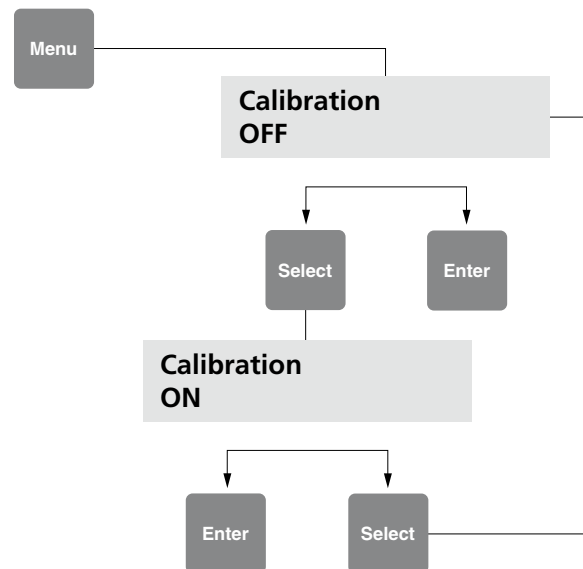 Menu
Calibration
OFF
Select
Enter
Calibration
ON
Enter
Select